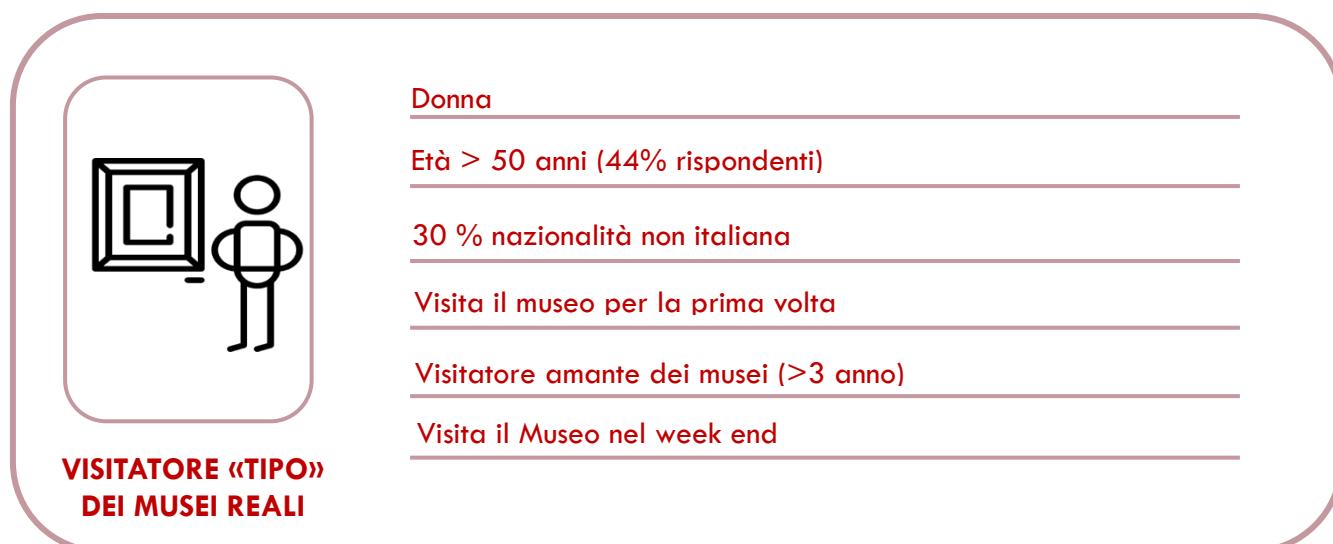 Donna
Età > 50 anni (44% rispondenti)
30 % nazionalità non italiana
Visita il museo per la prima volta
Visitatore amante dei musei (>3 anno)
Visita il Museo nel week end
VISITATORE «TIPO»
DEI MUSEI REALI